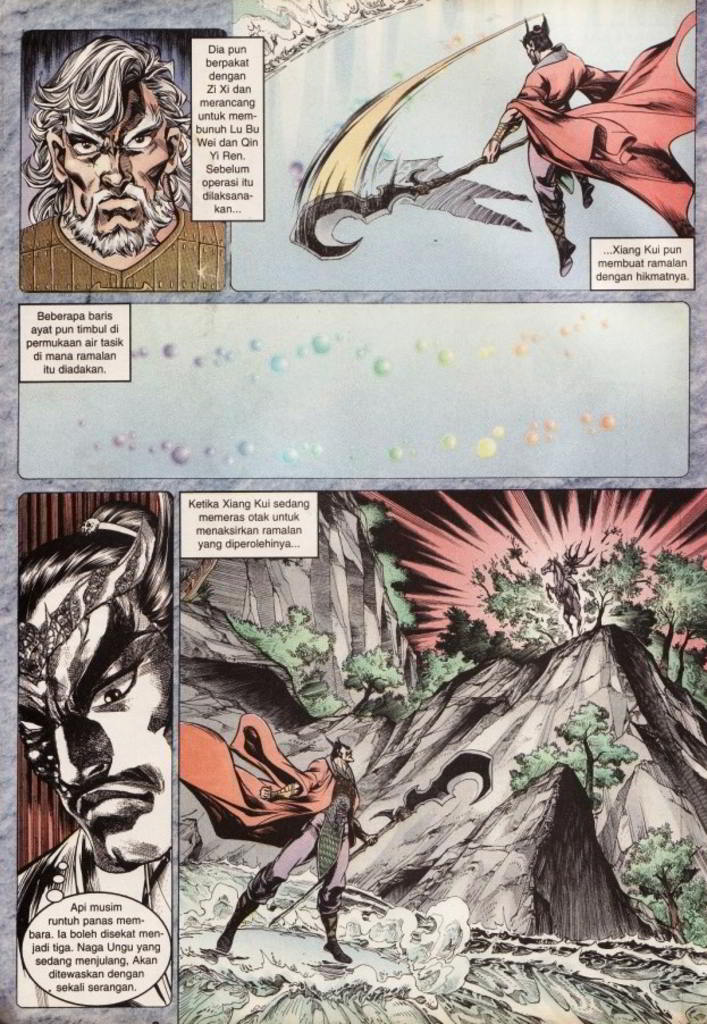 Dia pun
berpakat
dengan
Zi Xi dan
merancang
untuk mem-
bunuh Lu Bu
Wei dan Qin
Yi Ren.
Sebelum
operasi itu
dilaksana-
kan...
...Xiang Kui pun
membuat ramalan
dengan hikmatnya.
Beberapa baris
ayat pun timbul di
permukaan air tasik
di mana ramalan
itu diadakan.
Ketika Xiang Kui sedang
memeras otak untuk
menaksirkan ramalan
yang diperolehinya...
Api musim
runtuh panas mem-
bara. Ia boleh disekat men-
jadi tiga. Naga Ungu yang
sedang menjulang, Akan
ditewaskan dengan
sekali serangan.